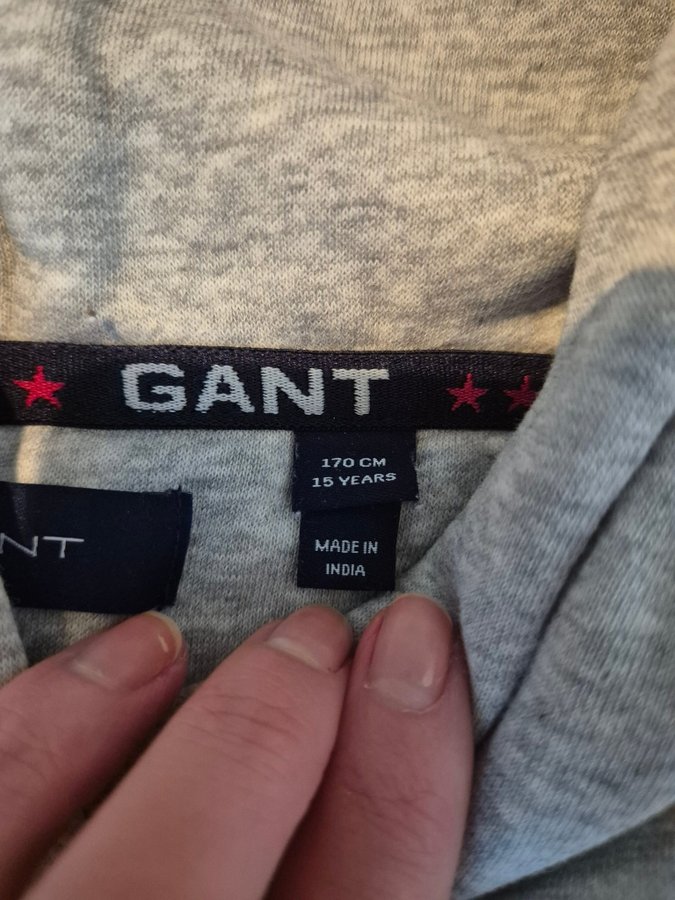 GANT
170 CM
15 YEARS
NT
MADE IN
INDIA